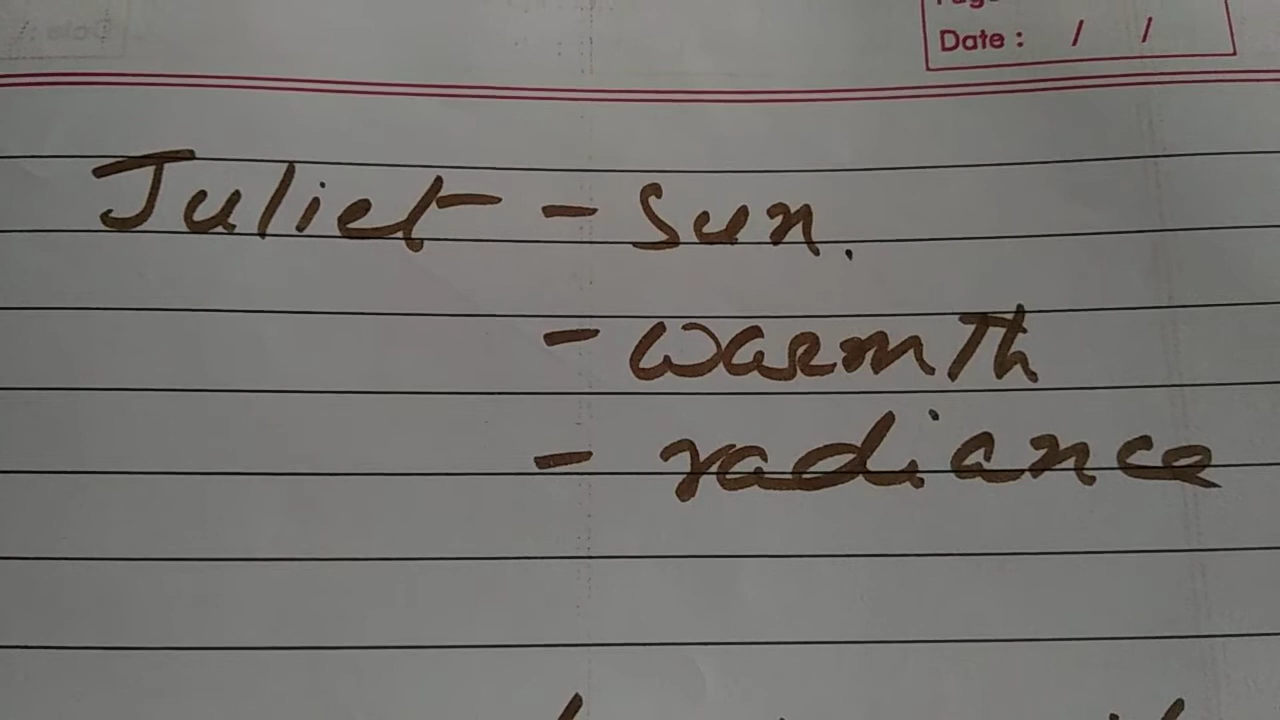 Date : / /
Juliet - Sun.
- warmth
- radiance